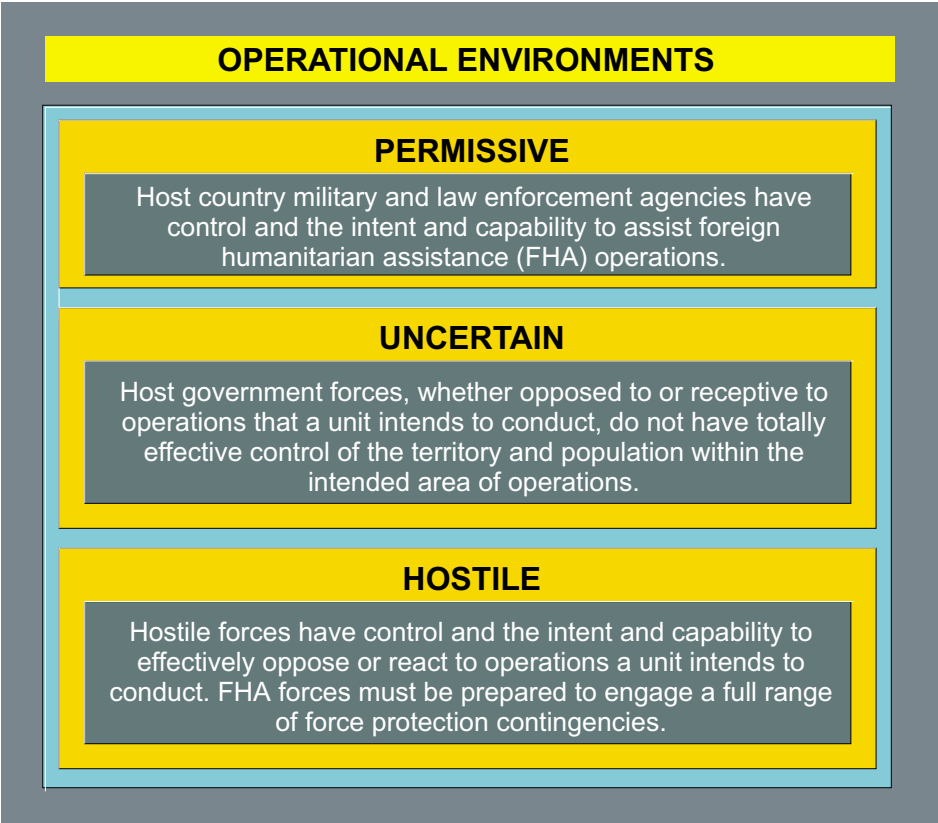 OPERATIONAL ENVIRONMENTS
PERMISSIVE
Host country military and law enforcement agencies have
control and the intent and capability to assist foreign
humanitarian assistance (FHA) operations.
UNCERTAIN
Host government forces, whether opposed to or receptive to
operations that a unit intends to conduct, do not have totally
effective control of the territory and population within the
intended area of operations.
HOSTILE
Hostile forces have control and the intent and capability to
effectively oppose or react to operations a unit intends to
conduct. FHA forces must be prepared to engage a full range
of force protection contingencies.